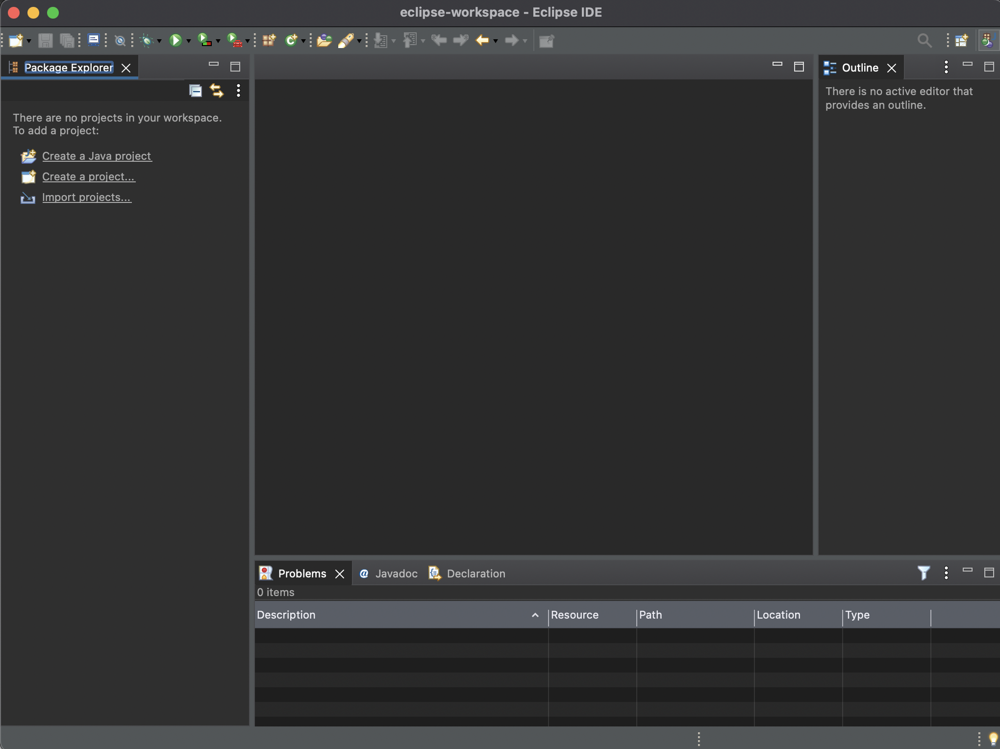 eclipse-workspace - Eclipse IDE
Package Explorer
Outline
There are no projects in your workspace.
To add a project:
Create a Java project
Create a project...
Import projects...
There is no active editor that
provides an outline.
Problems
@ Javadoc
Declaration
0 items
Description
Resource
Path
Location
Type